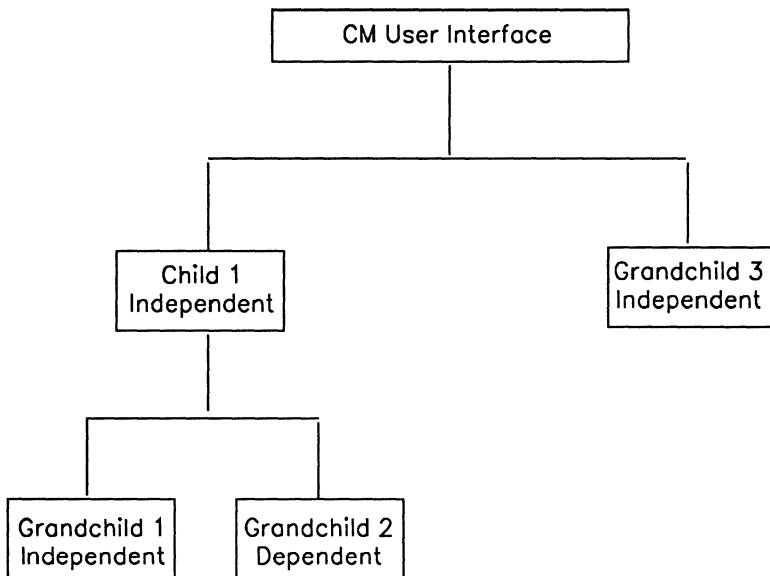 CM User Interface
Child 1
Independent
Grandchild 3
Independent
Grandchild 1
Independent
Grandchild 2
Dependent